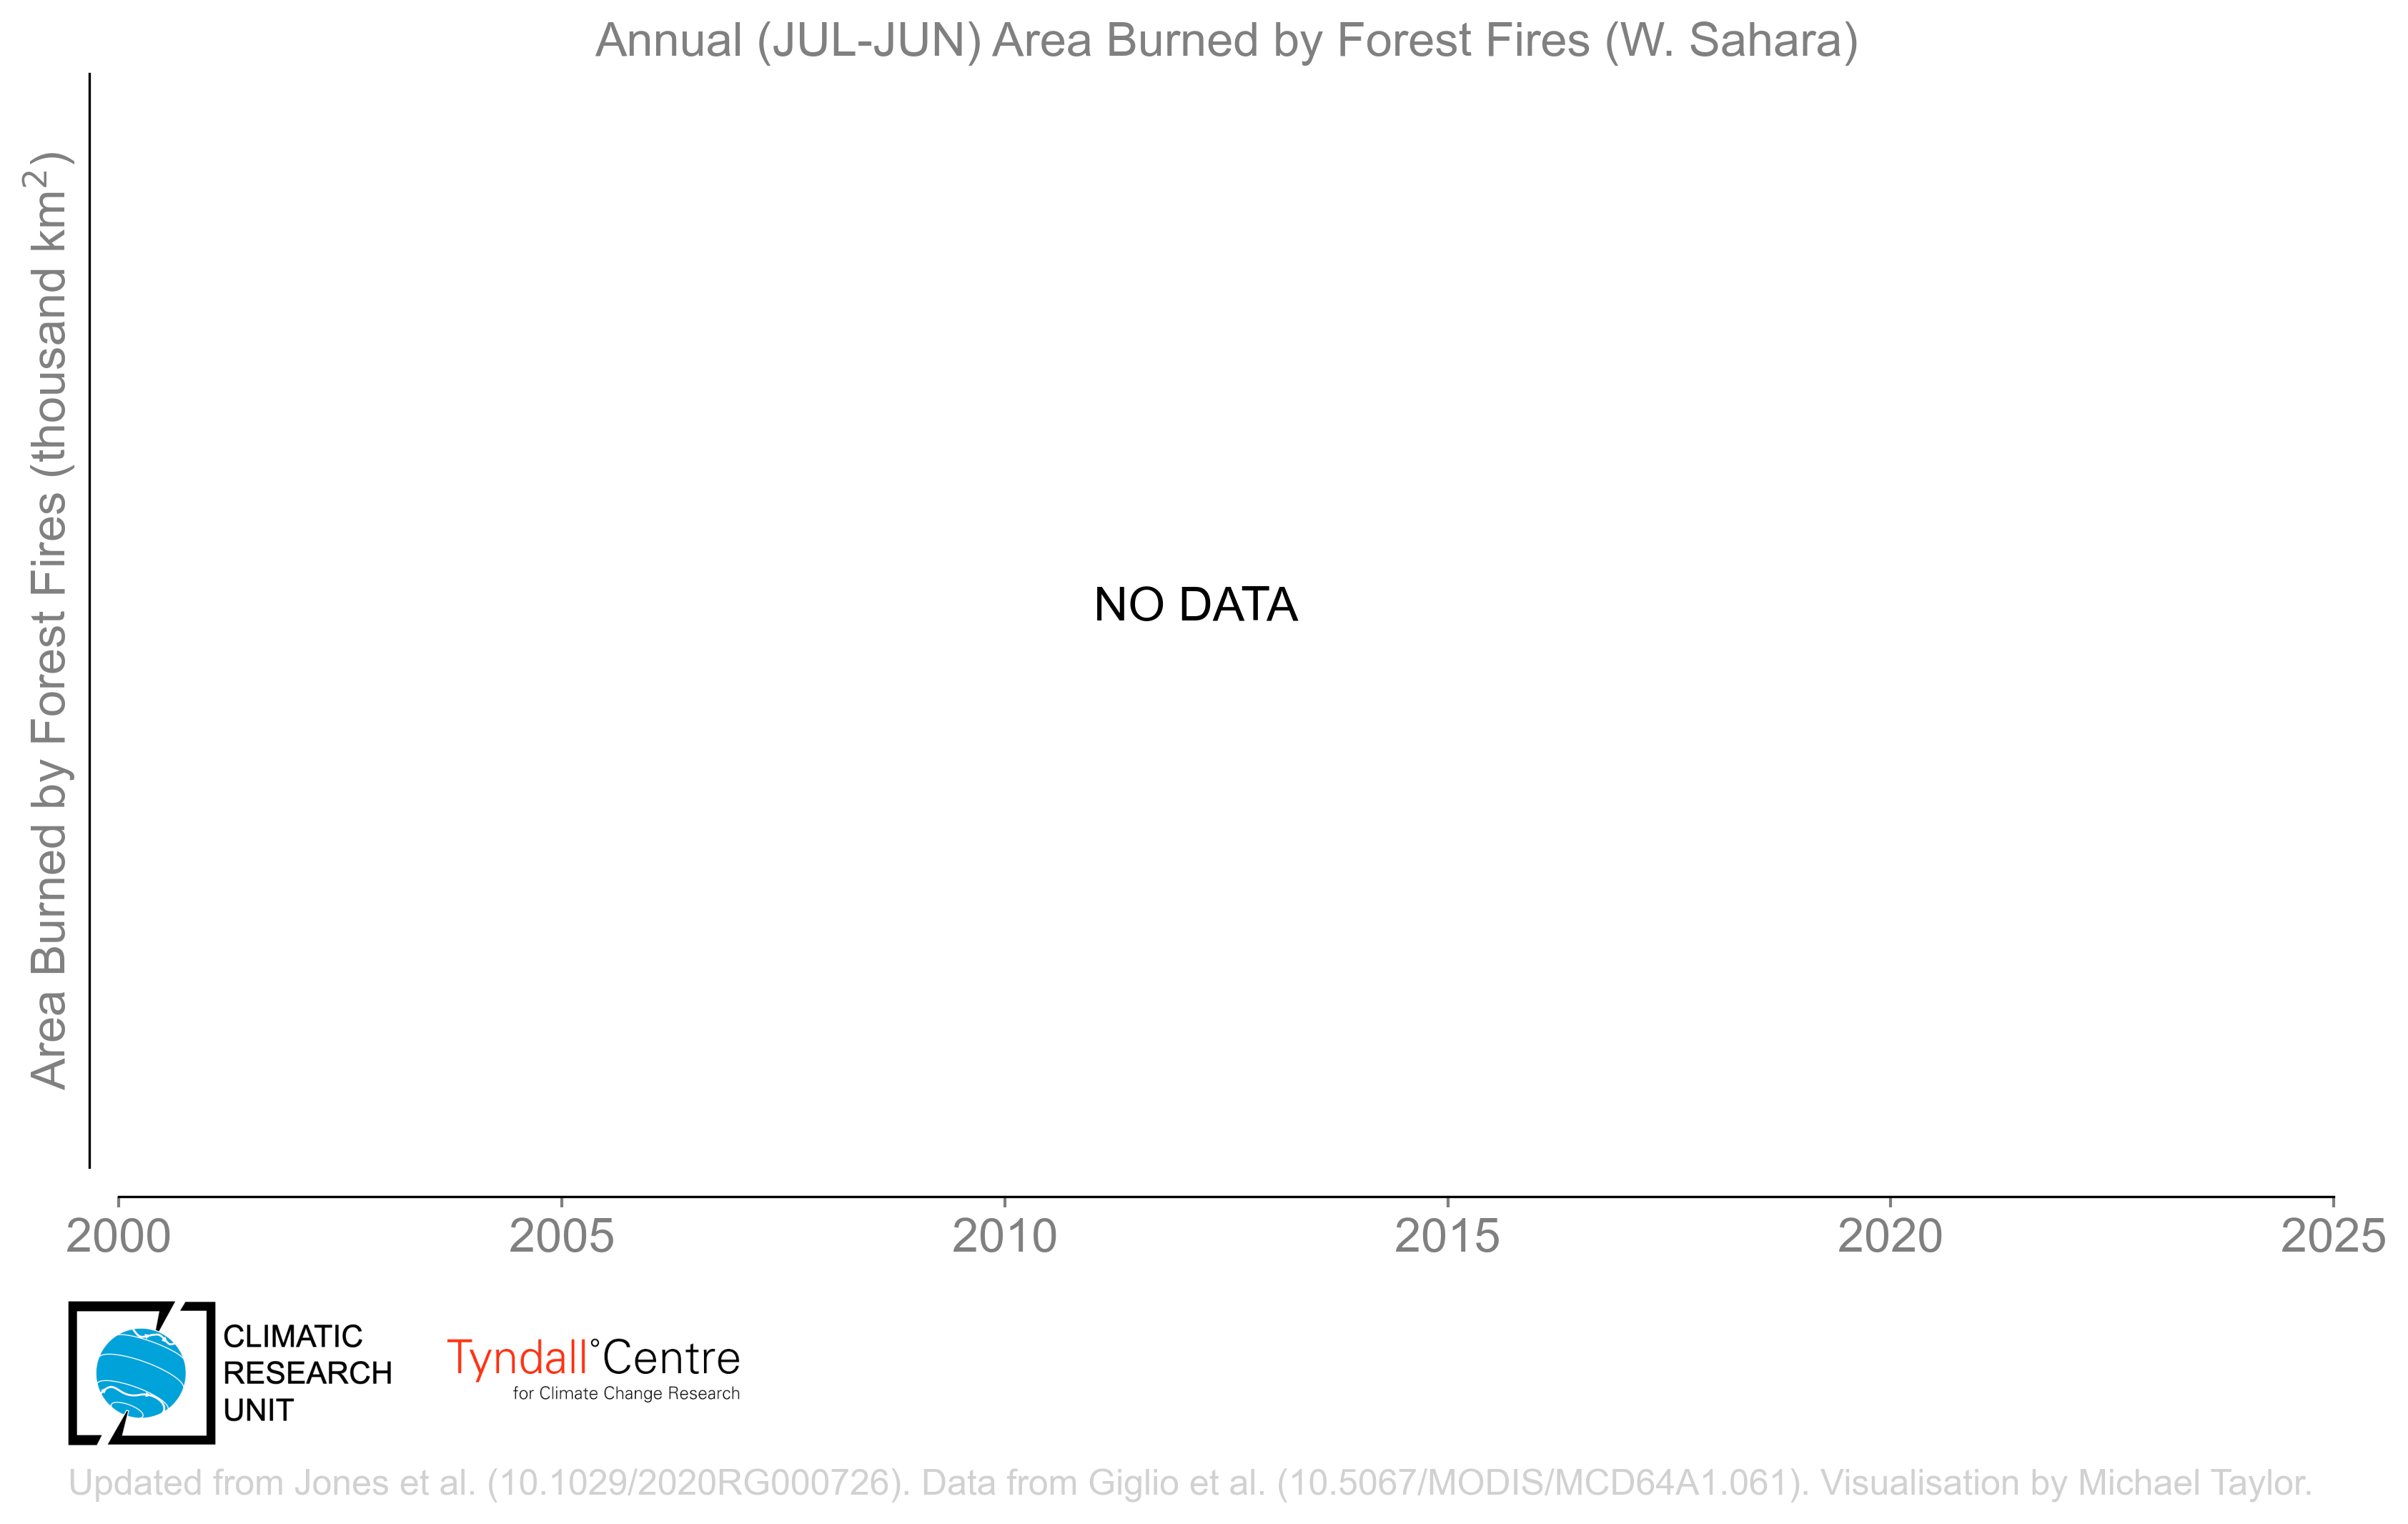 Annual (JUL-JUN) Area Burned by Forest Fires (W. Sahara)
Area Burned by Forest Fires (thousand km²)
NO DATA
2000 2005 2010 2015 2020 2025
CLIMATIC
RESEARCH
UNIT
Tyndall°Centre
for Climate Change Research
Updated from Jones et al. (10.1029/2020RG000726). Data from Giglio et al. (10.5067/MODIS/MCD64A1.061). Visualisation by Michael Taylor.